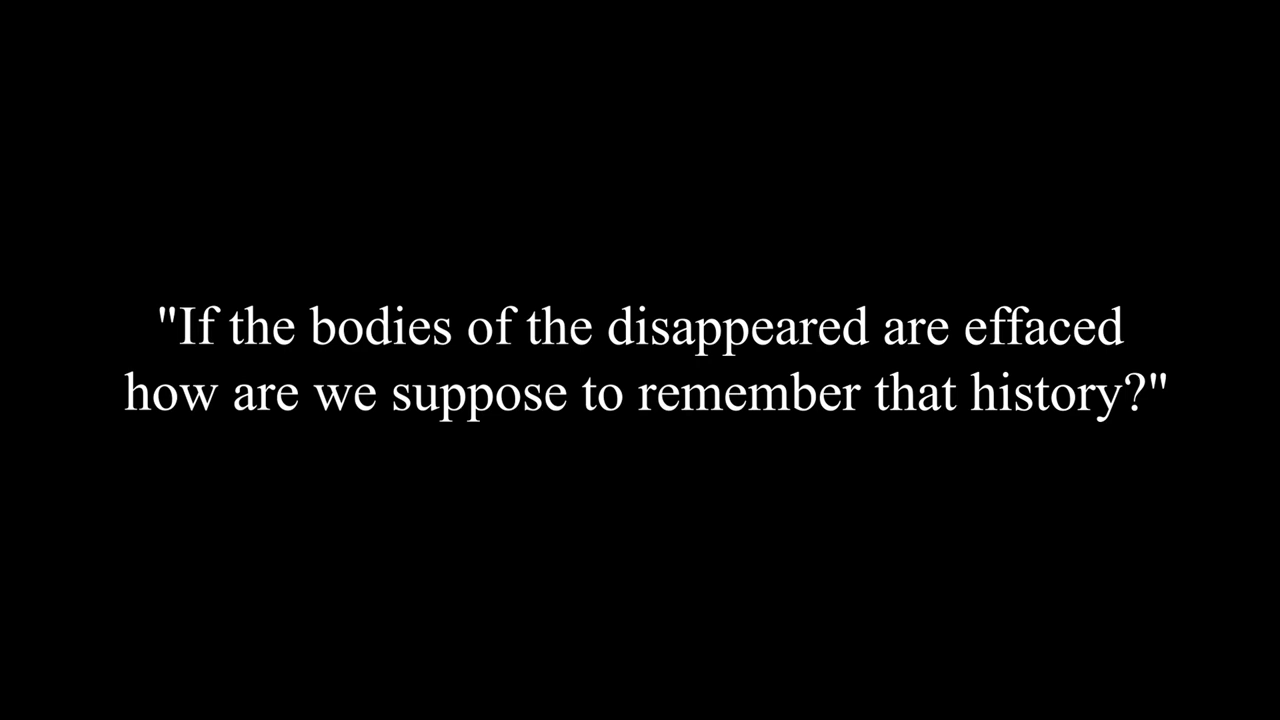 "If the bodies of the disappeared are effaced
how are we suppose to remember that history?"